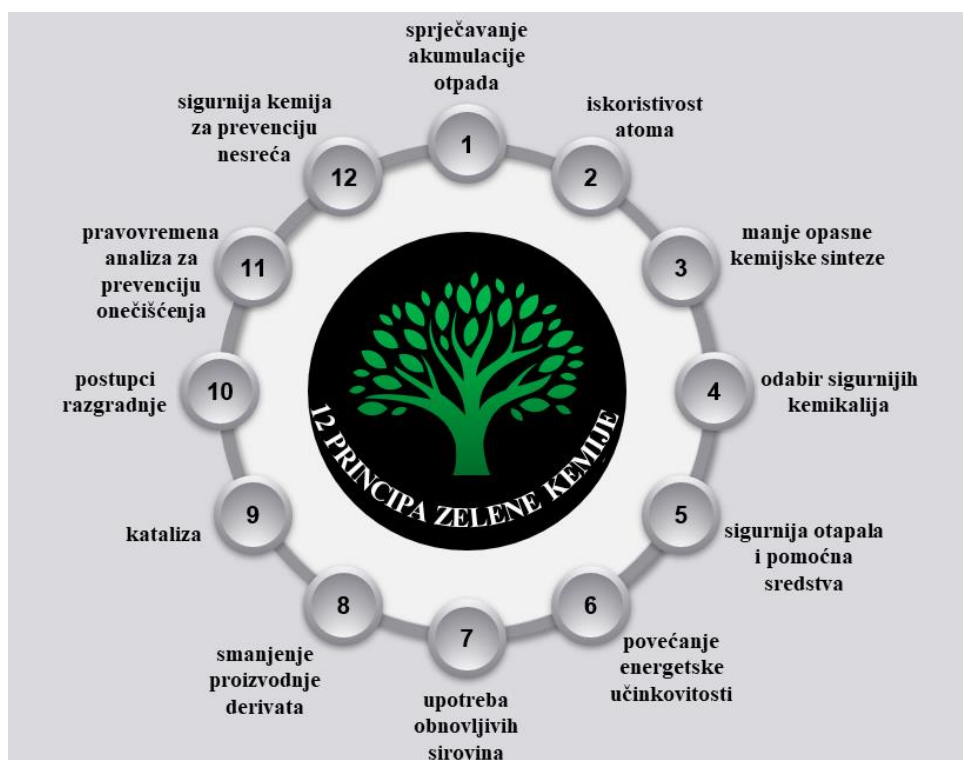 1
sprječavanje
akumulacije
otpada
2
iskoristivost
atoma
3
manje opasne
kemijske sinteze
4
odabir sigurnijih
kemikalija
5
sigurnija otapala
i pomoćna
sredstva
6
povećanje
energetske
učinkovitosti
7
upotreba
obnovljivih
sirovina
8
smanjenje
proizvodnje
derivata
9
kataliza
10
postupci
razgradnje
11
pravovremena
analiza za
prevenciju
onečišćenja
12
sigurnija kemija
za prevenciju
nesreća
12 PRINCIPA ZELENE KEMIJE